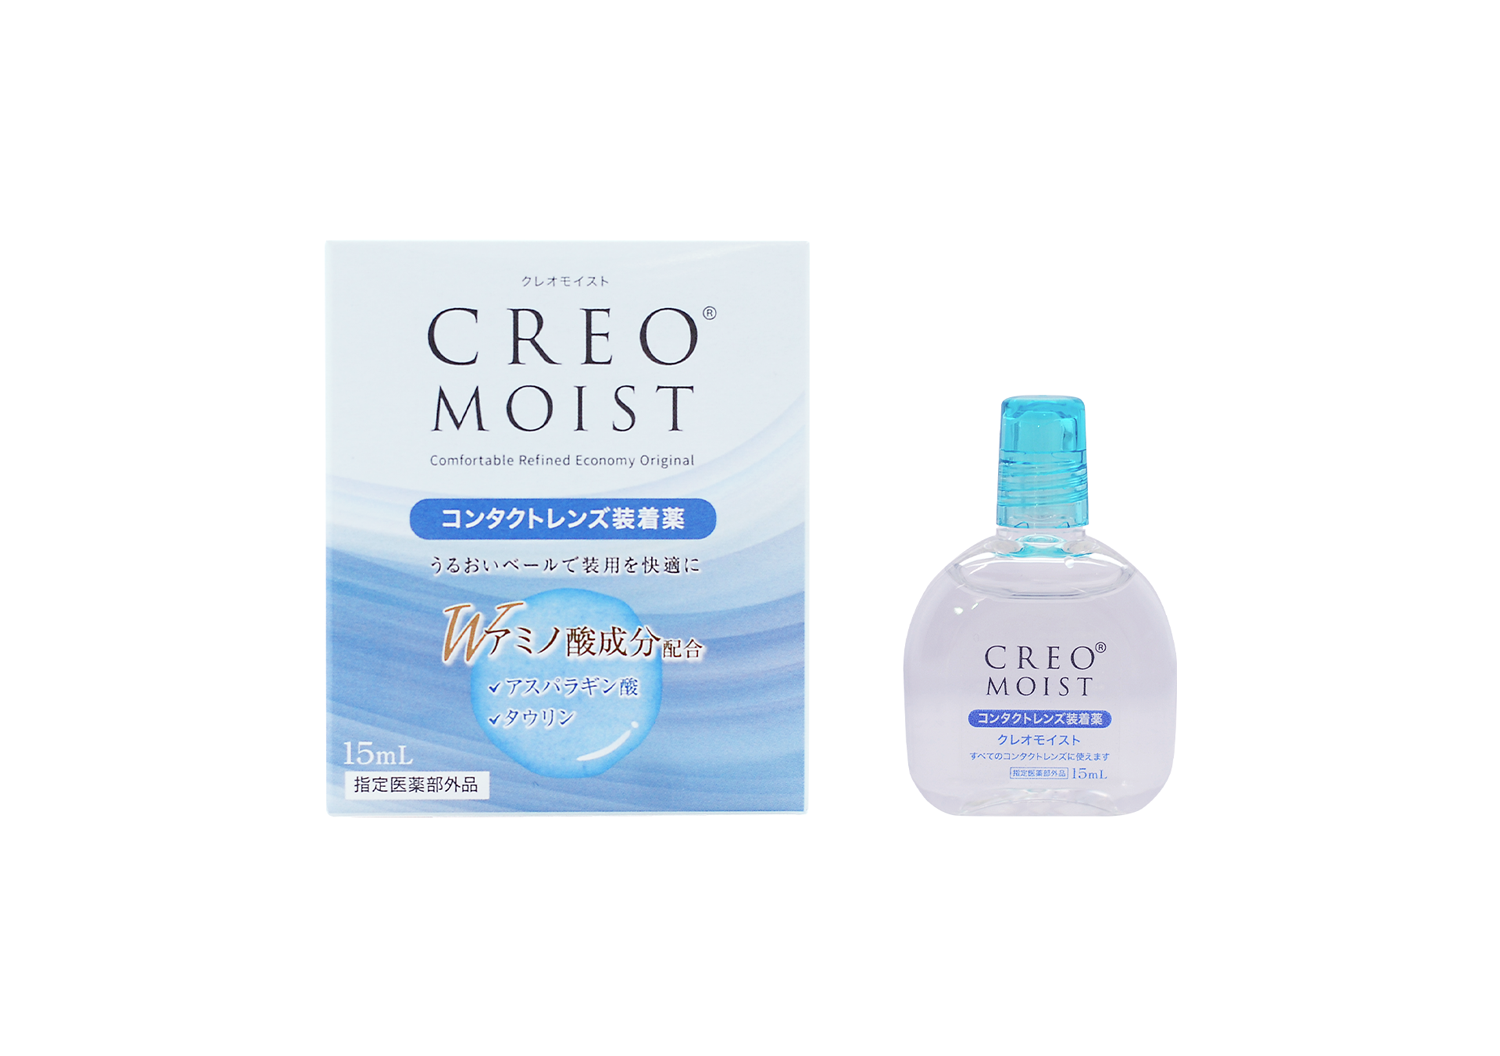 クレオモイスト
CREO®
MOIST
Comfortable Refined Economy Original
コンタクトレンズ装着薬
うるおいベールで装用を快適に
Wアミノ酸成分配合
✓アスパラギン酸
✓タウリン
15mL
指定医薬部外品
CREO®
MOIST
コンタクトレンズ装着薬
クレオモイスト
すべてのコンタクトレンズに使えます
指定医薬部外品 15mL